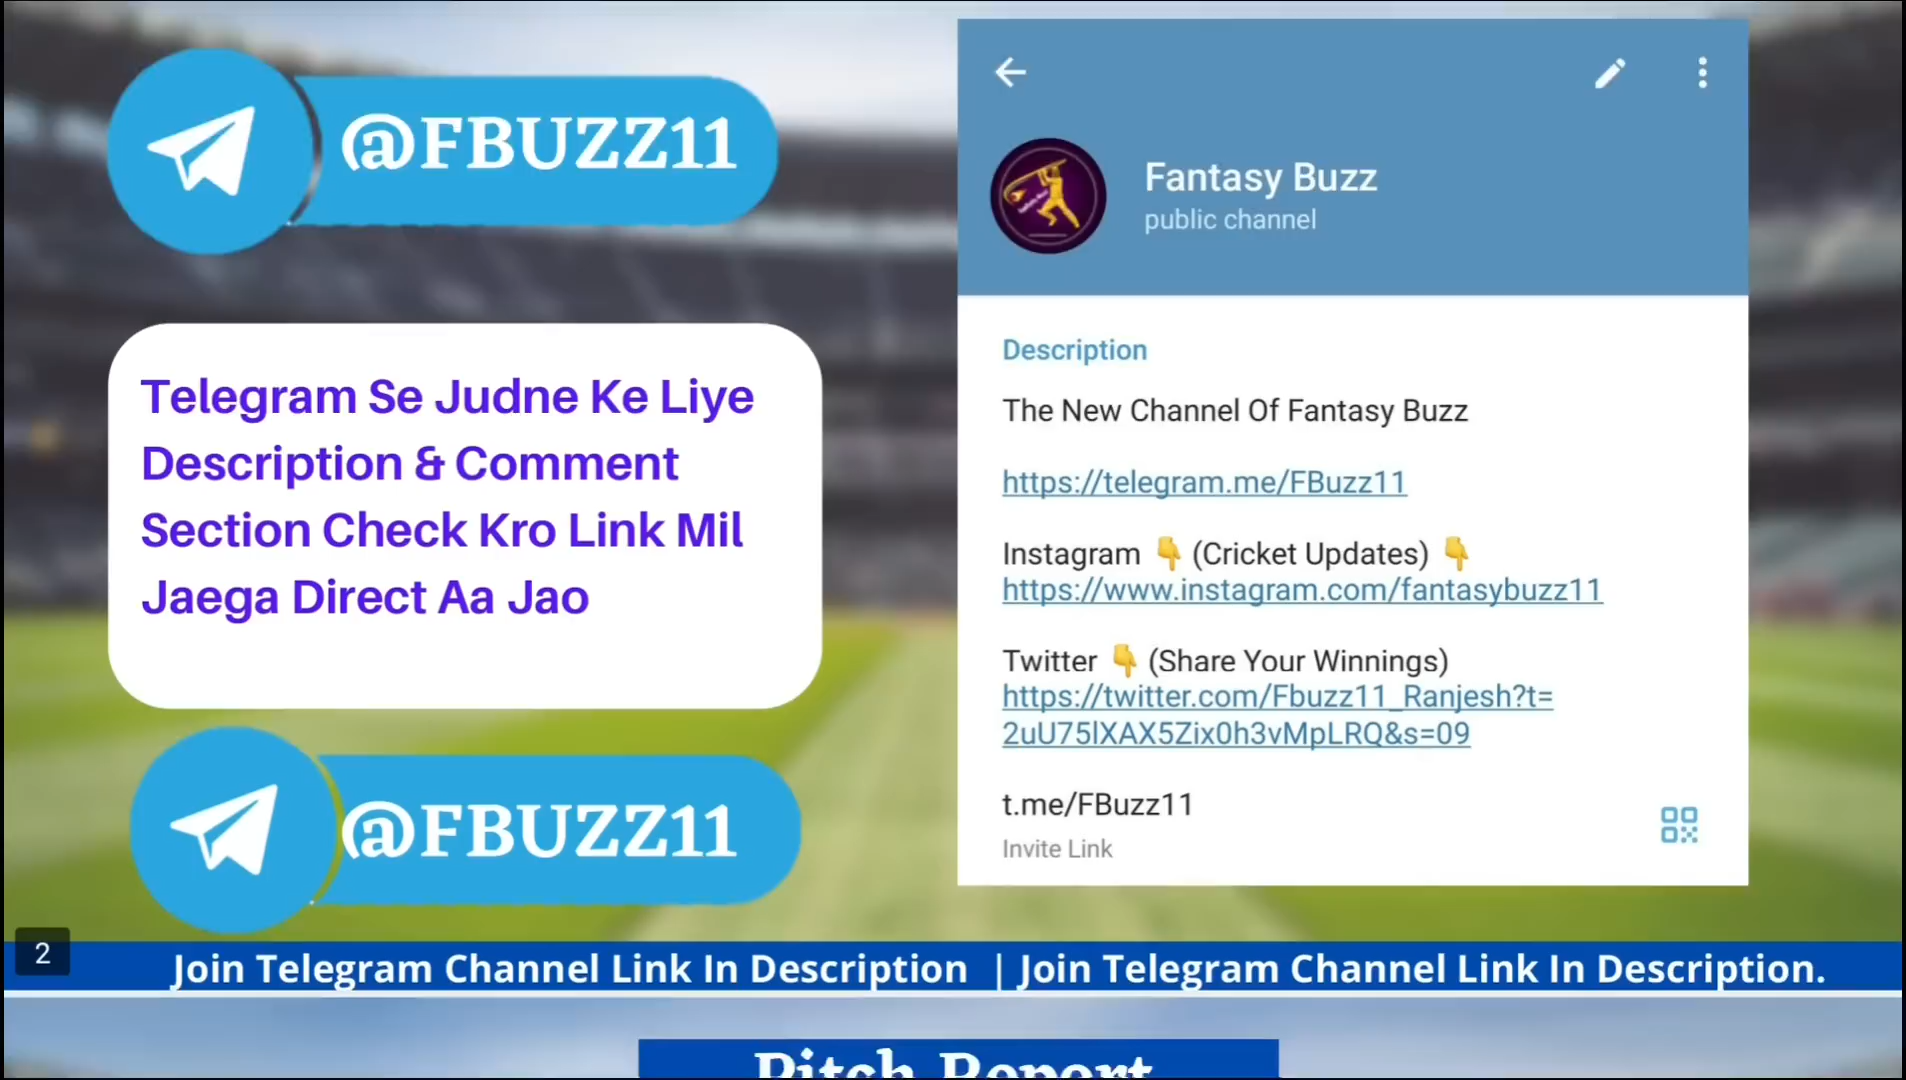 @FBUZZ11
Telegram Se Judne Ke Liye
Description & Comment
Section Check Kro Link Mil
Jaega Direct Aa Jao
@FBUZZ11
Fantasy Buzz
public channel
Description
The New Channel Of Fantasy Buzz
https://telegram.me/FBuzz11
Instagram 👇 (Cricket Updates) 👇
https://www.instagram.com/fantasybuzz11
Twitter 👇 (Share Your Winnings)
https://twitter.com/Fbuzz11_Ranjesh?t=
2uU75lXAX5Zix0h3vMpLRQ&s=09
t.me/FBuzz11
Invite Link
2
Join Telegram Channel Link In Description | Join Telegram Channel Link In Description.
Pitch Report